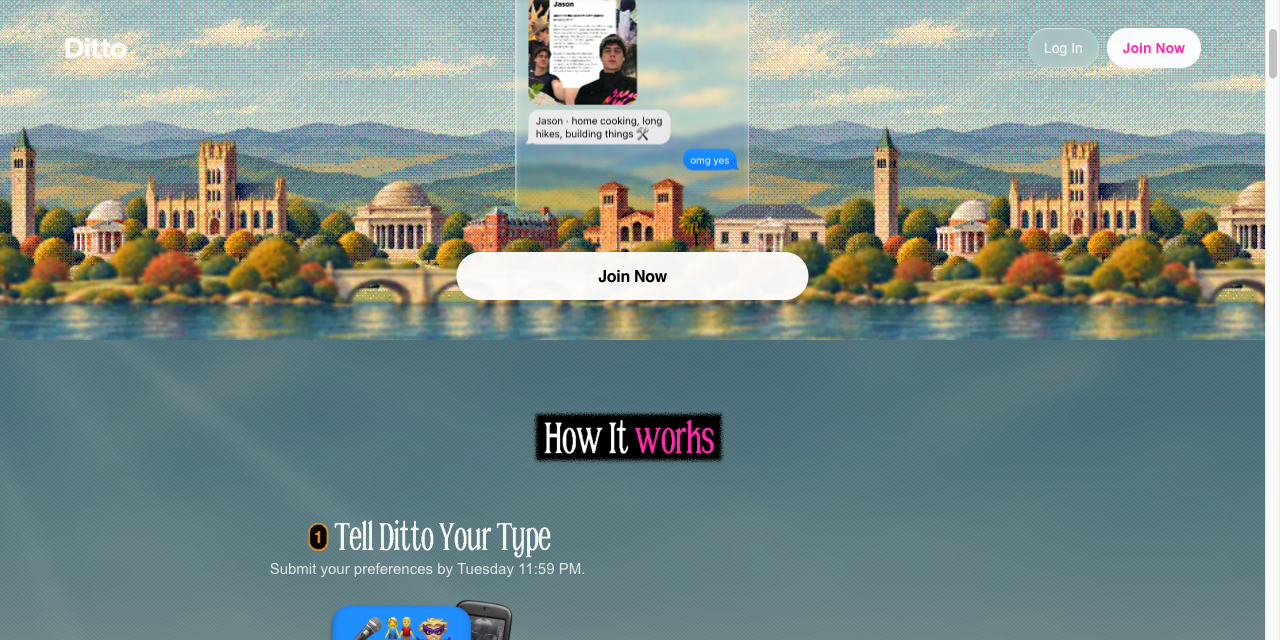 Jason
Ditto
Log In
Join Now
Jason · home cooking, long
hikes, building things 🛠️
omg yes
Join Now
How It works
1 Tell Ditto Your Type
Submit your preferences by Tuesday 11:59 PM.